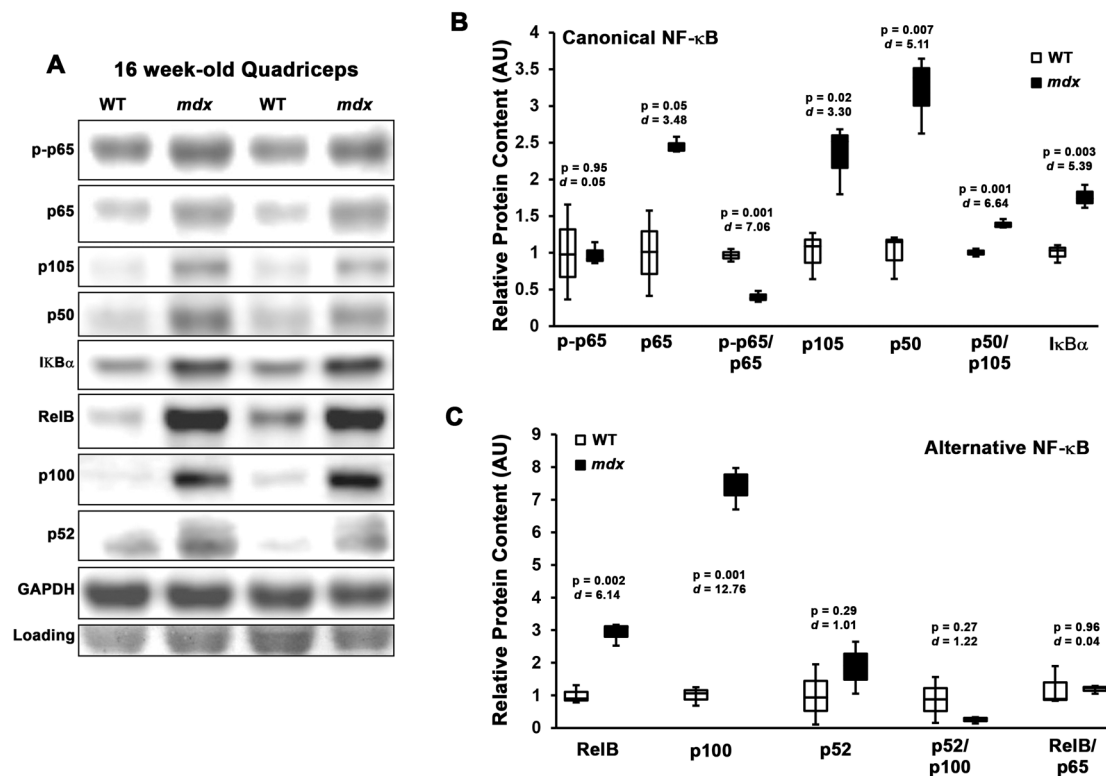 A
16 week-old Quadriceps
WT mdx WT mdx
p-p65
p65
p105
p50
IKBα
RelB
p100
p52
GAPDH
Loading
B
Canonical NF-κB
WT
mdx
Relative Protein Content (AU)
4
3.5
3
2.5
2
1.5
1
0.5
0
p = 0.95
d = 0.05
p = 0.05
d = 3.48
p = 0.001
d = 7.06
p = 0.02
d = 3.30
p = 0.007
d = 5.11
p = 0.001
d = 6.64
p = 0.003
d = 5.39
p-p65
p65
p-p65/
p65
p105
p50
p50/
p105
IκBα
C
WT
mdx
Alternative NF-κB
Relative Protein Content (AU)
9
8
7
6
5
4
3
2
1
0
p = 0.002
d = 6.14
p = 0.001
d = 12.76
p = 0.29
d = 1.01
p = 0.27
d = 1.22
p = 0.96
d = 0.04
RelB
p100
p52
p52/
p100
RelB/
p65